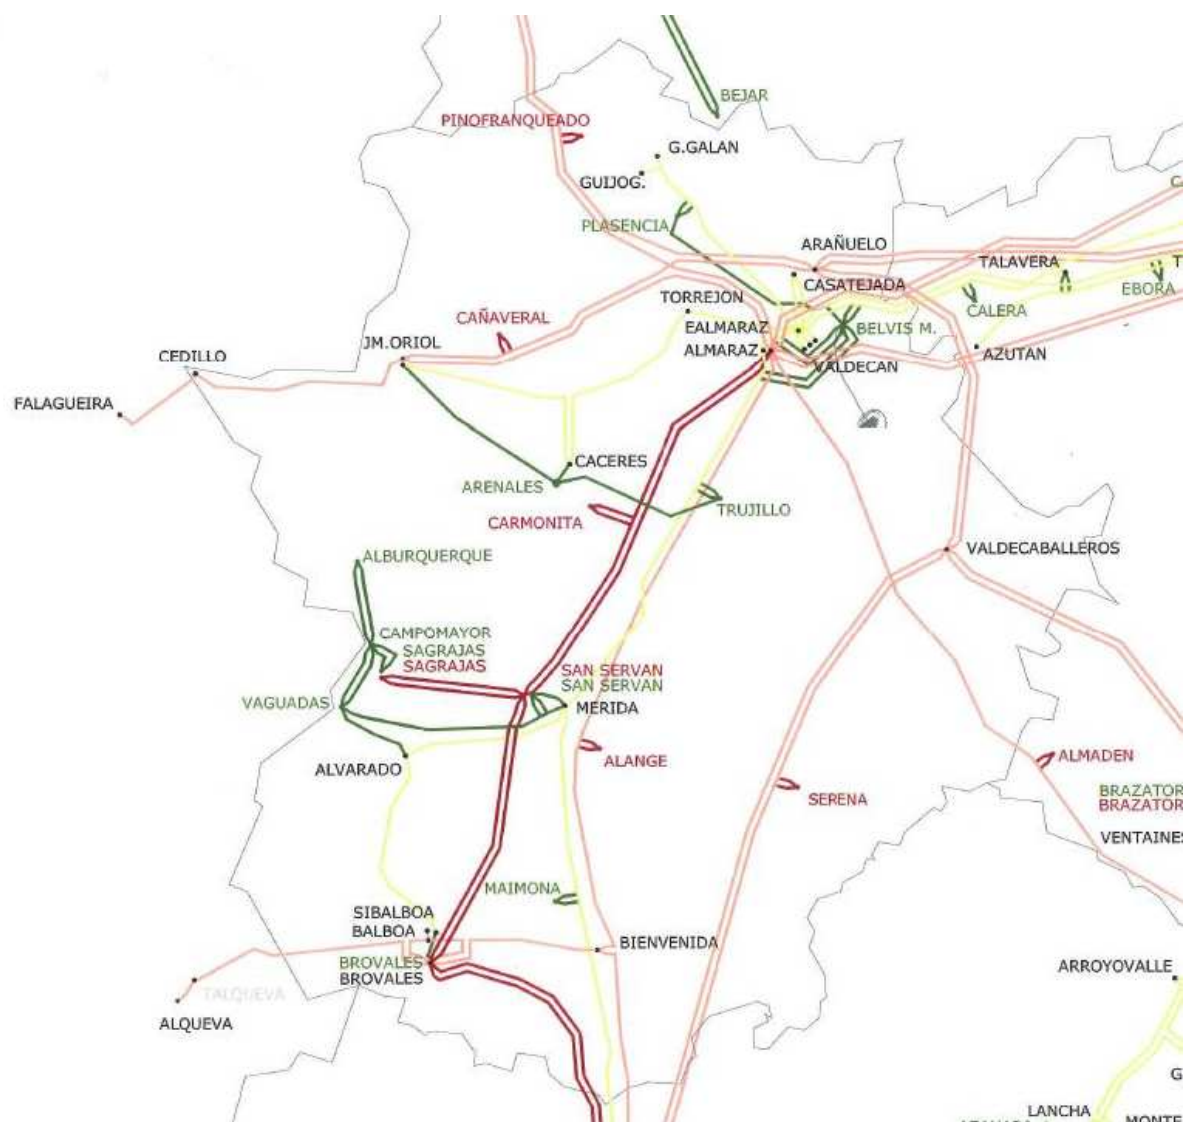 BEJAR
PINOFRANQUEADO
G.GALAN
GUIJOG.
PLASENCIA
ARAÑUELO
TALAVERA
T
CASATEJADA
EBORA
TORREJON
CALERA
CAÑAVERAL
EALMARAZ
BELVIS M.
JM.ORIOL
ALMARAZ
AZUTAN
CEDILLO
VALDECAN
FALAGUEIRA
CACERES
ARENALES
TRUJILLO
CARMONITA
VALDECABALLEROS
ALBURQUERQUE
CAMPOMAYOR
SAGRAJAS
SAGRAJAS
SAN SERVAN
SAN SERVAN
VAGUADAS
MERIDA
ALVARADO
ALANGE
ALMADEN
SERENA
BRAZATOR
BRAZATOR
VENTAINES
MAIMONA
SIBALBOA
BALBOA
BIENVENIDA
BROVALES
BROVALES
ARROYOVALLE
TALQUEVA
ALQUEVA
G
LANCHA
MONTE